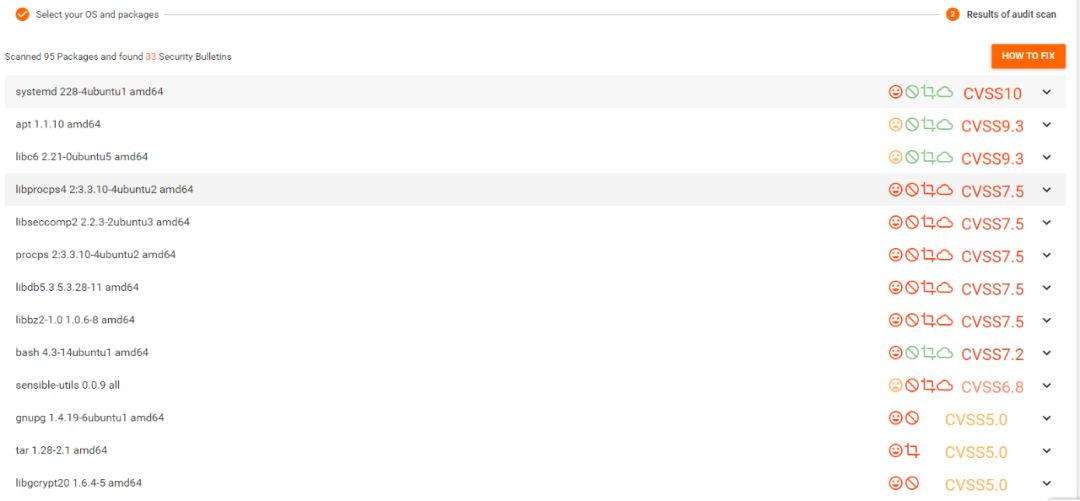 Select your OS and packages
2 Results of audit scan
Scanned 95 Packages and found 33 Security Bulletins
HOW TO FIX
systemd 228-4ubuntu1 amd64 CVSS10
apt 1.1.10 amd64 CVSS9.3
libc6 2.21-0ubuntu5 amd64 CVSS9.3
libprocps4 2:3.3.10-4ubuntu2 amd64 CVSS7.5
libseccomp2 2.2.3-2ubuntu3 amd64 CVSS7.5
procps 2:3.3.10-4ubuntu2 amd64 CVSS7.5
libdb5.3 5.3.28-11 amd64 CVSS7.5
libbz2-1.0 1.0.6-8 amd64 CVSS7.5
bash 4.3-14ubuntu1 amd64 CVSS7.2
sensible-utils 0.0.9 all CVSS6.8
gnupg 1.4.19-6ubuntu1 amd64 CVSS5.0
tar 1.28-2.1 amd64 CVSS5.0
libgcrypt20 1.6.4-5 amd64 CVSS5.0